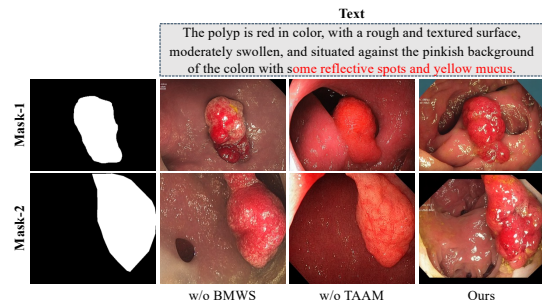 Text
The polyp is red in color, with a rough and textured surface,
moderately swollen, and situated against the pinkish background
of the colon with some reflective spots and yellow mucus.
Mask-1
Mask-2
w/o BMWS w/o TAAM Ours